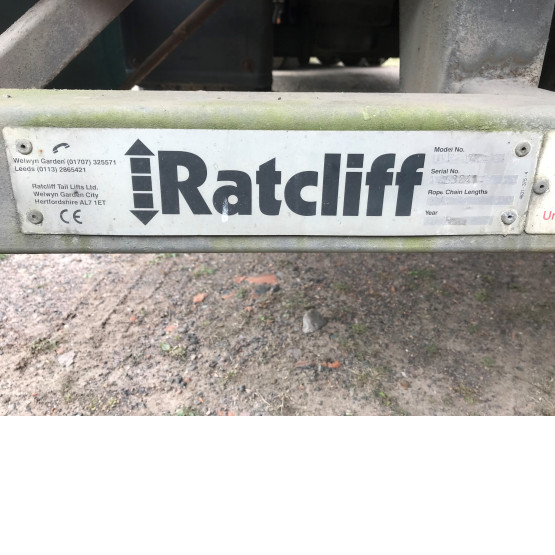 Welwyn Garden (01707) 325571
Leeds (0113) 2865421
Ratcliff Tail Lifts Ltd.
Welwyn Garden City
Hertfordshire AL7 1ET
CE
Ratcliff
Model No.
Serial No.
Rope Chain Lengths
Year
Un